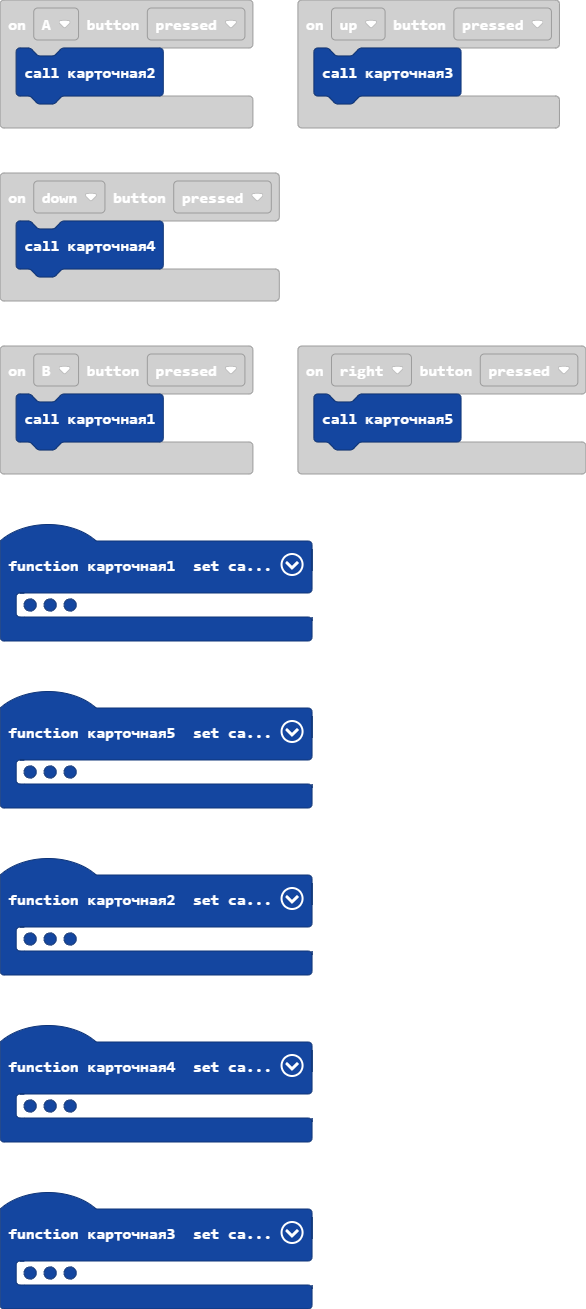 on A button pressed
call карточная2
on up button pressed
call карточная3
on down button pressed
call карточная4
on B button pressed
call карточная1
on right button pressed
call карточная5
function карточная1 set ca...
function карточная5 set ca...
function карточная2 set ca...
function карточная4 set ca...
function карточная3 set ca...